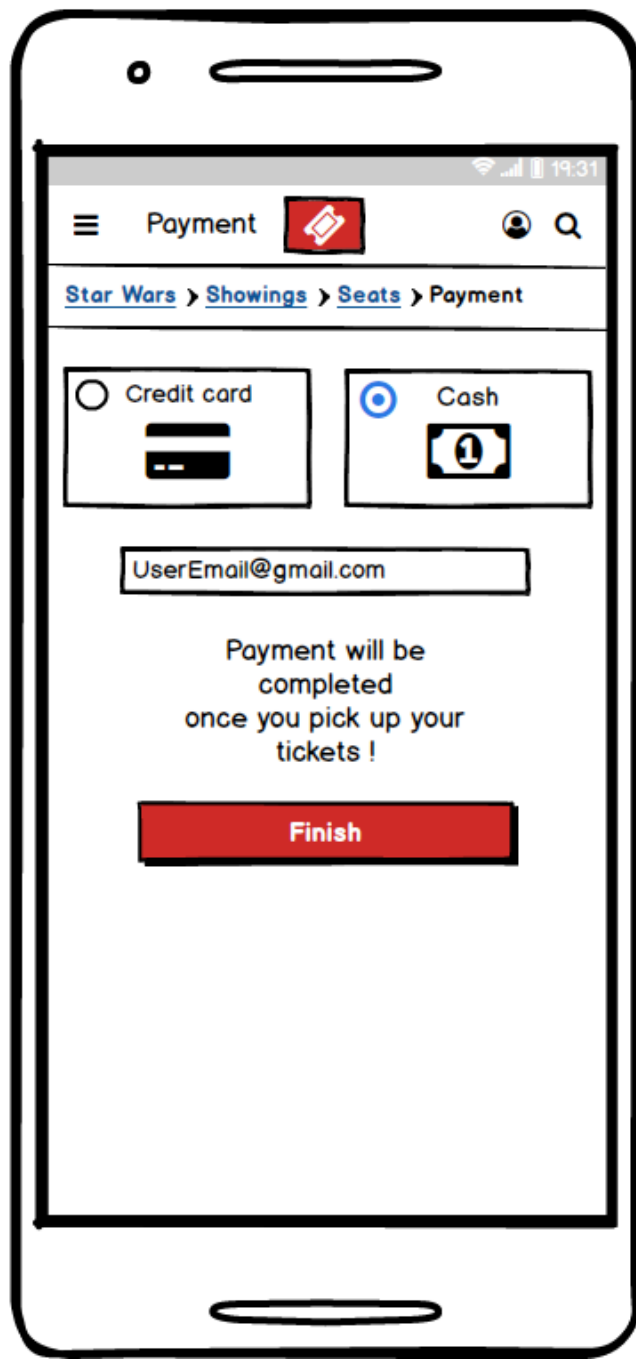 19:31
Payment
Star Wars ❯ Showings ❯ Seats ❯ Payment
Credit card
Cash
1
UserEmail@gmail.com
Payment will be
completed
once you pick up your
tickets !
Finish